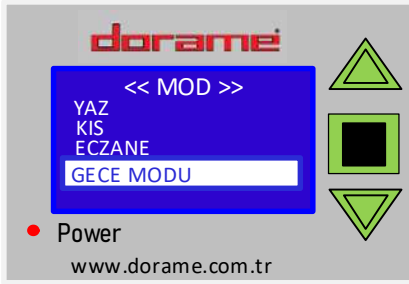 dorame
<< MOD >>
YAZ
KIS
ECZANE
GECE MODU
Power
www.dorame.com.tr